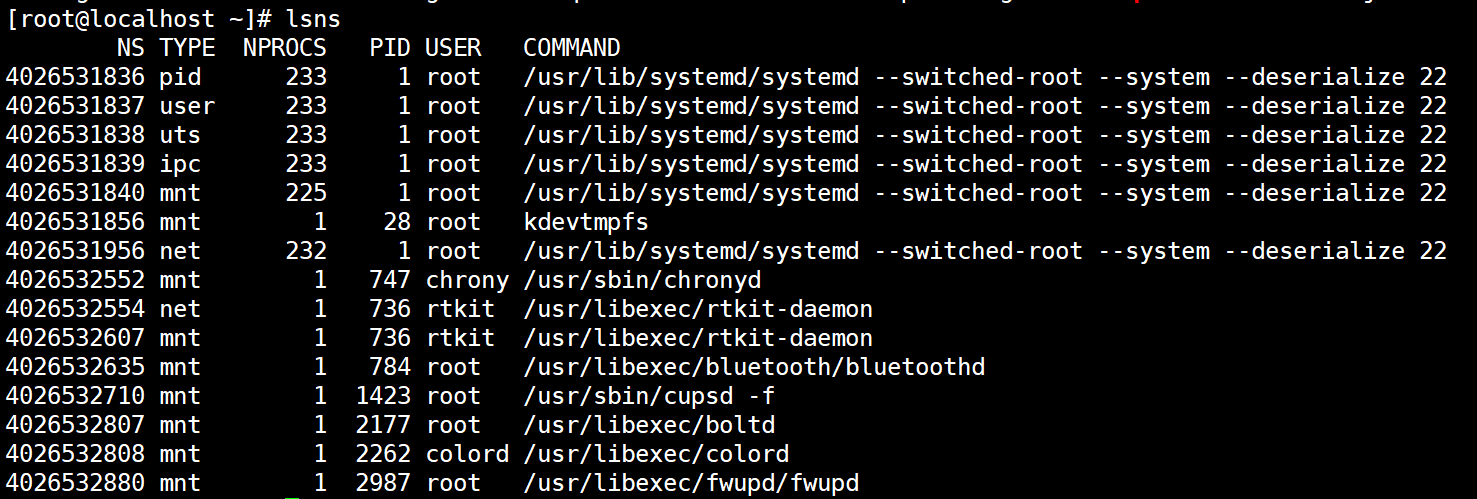 [root@localhost ~]# lsns
        NS TYPE  NPROCS   PID USER   COMMAND
4026531836 pid      233     1 root   /usr/lib/systemd/systemd --switched-root --system --deserialize 22
4026531837 user     233     1 root   /usr/lib/systemd/systemd --switched-root --system --deserialize 22
4026531838 uts      233     1 root   /usr/lib/systemd/systemd --switched-root --system --deserialize 22
4026531839 ipc      233     1 root   /usr/lib/systemd/systemd --switched-root --system --deserialize 22
4026531840 mnt      225     1 root   /usr/lib/systemd/systemd --switched-root --system --deserialize 22
4026531856 mnt        1    28 root   kdevtmpfs
4026531956 net      232     1 root   /usr/lib/systemd/systemd --switched-root --system --deserialize 22
4026532552 mnt        1   747 chrony /usr/sbin/chronyd
4026532554 net        1   736 rtkit  /usr/libexec/rtkit-daemon
4026532607 mnt        1   736 rtkit  /usr/libexec/rtkit-daemon
4026532635 mnt        1   784 root   /usr/libexec/bluetooth/bluetoothd
4026532710 mnt        1  1423 root   /usr/sbin/cupsd -f
4026532807 mnt        1  2177 root   /usr/libexec/boltd
4026532808 mnt        1  2262 colord /usr/libexec/colord
4026532880 mnt        1  2987 root   /usr/libexec/fwupd/fwupd